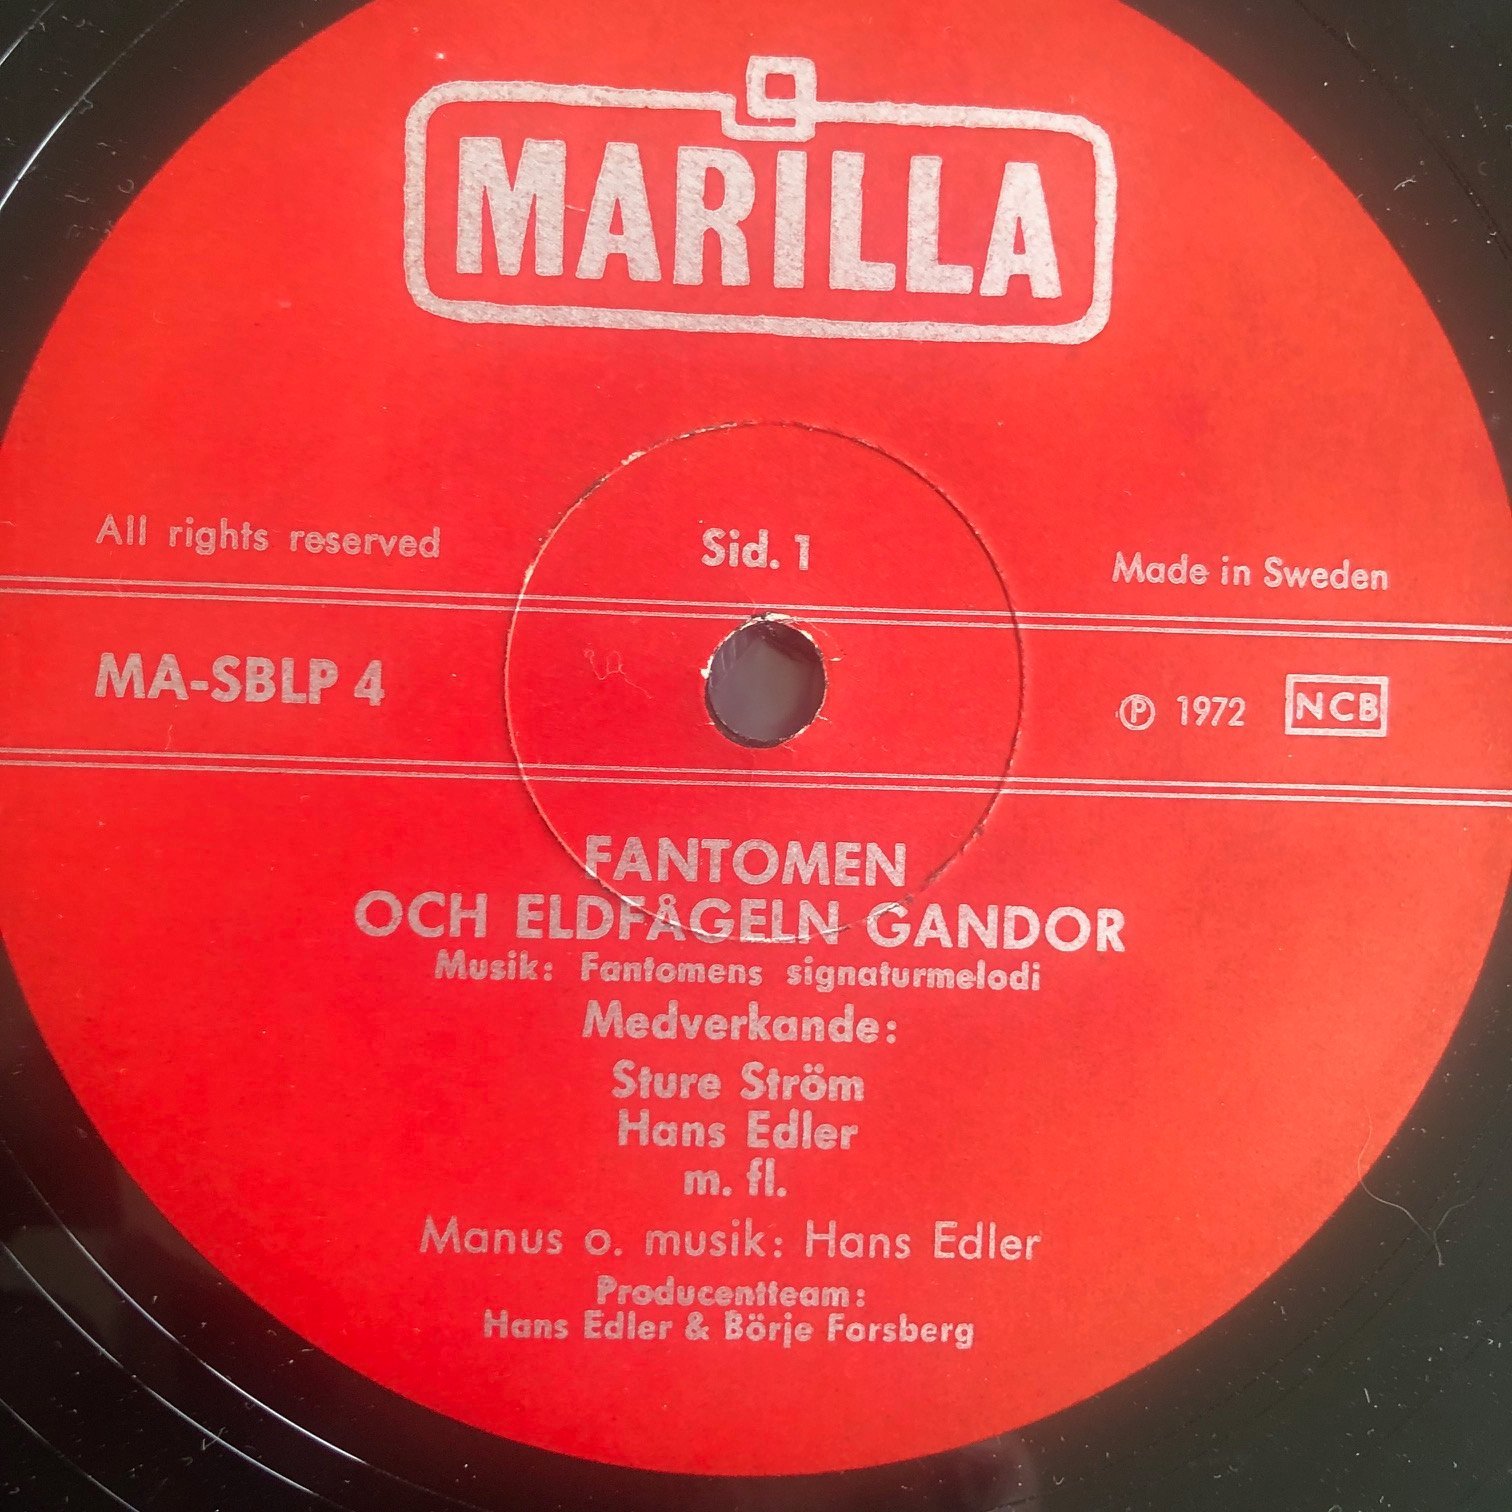 MARILLA
All rights reserved
Sid. 1
Made in Sweden
MA-SBLP 4
℗ 1972 NCB
FANTOMEN
OCH ELDFÅGELN GANDOR
Musik: Fantomens signaturmelodi
Medverkande:
Sture Ström
Hans Edler
m. fl.
Manus o. musik: Hans Edler
Producentteam:
Hans Edler & Börje Forsberg